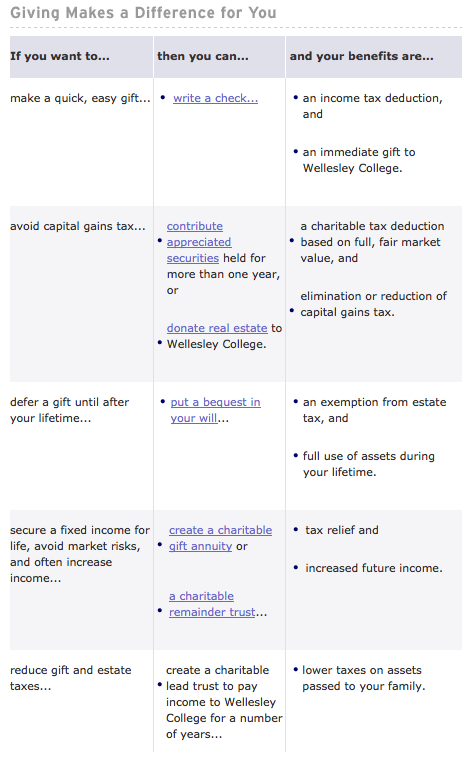 Giving Makes a Difference for You
If you want to...
then you can...
and your benefits are...
make a quick, easy gift...
• write a check...
• an income tax deduction,
and
• an immediate gift to
Wellesley College.
avoid capital gains tax...
contribute
• appreciated
securities held for
more than one year,
or
donate real estate to
• Wellesley College.
a charitable tax deduction
• based on full, fair market
value, and
elimination or reduction of
• capital gains tax.
defer a gift until after
your lifetime...
• put a bequest in
your will...
• an exemption from estate
tax, and
• full use of assets during
your lifetime.
secure a fixed income for
life, avoid market risks,
and often increase
income...
create a charitable
• gift annuity or
a charitable
• remainder trust...
• tax relief and
• increased future income.
reduce gift and estate
taxes...
create a charitable
• lead trust to pay
income to Wellesley
College for a number
of years...
• lower taxes on assets
passed to your family.